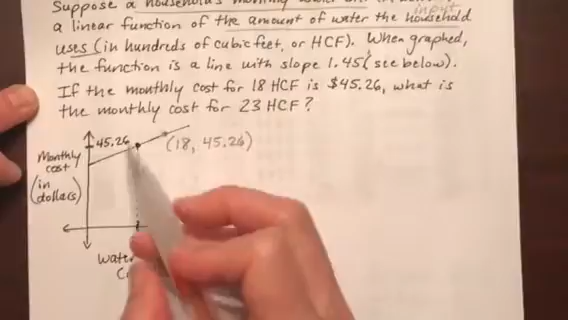 Suppose a household's monthly water bill
a linear function of the amount of water the household
input
uses (in hundreds of cubic feet, or HCF). When graphed,
the function is a line with slope 1.45 (see below).
If the monthly cost for 18 HCF is $45.26, what is
the monthly cost for 23 HCF?
45.26
(18, 45.26)
Monthly
cost
(in
dollars)